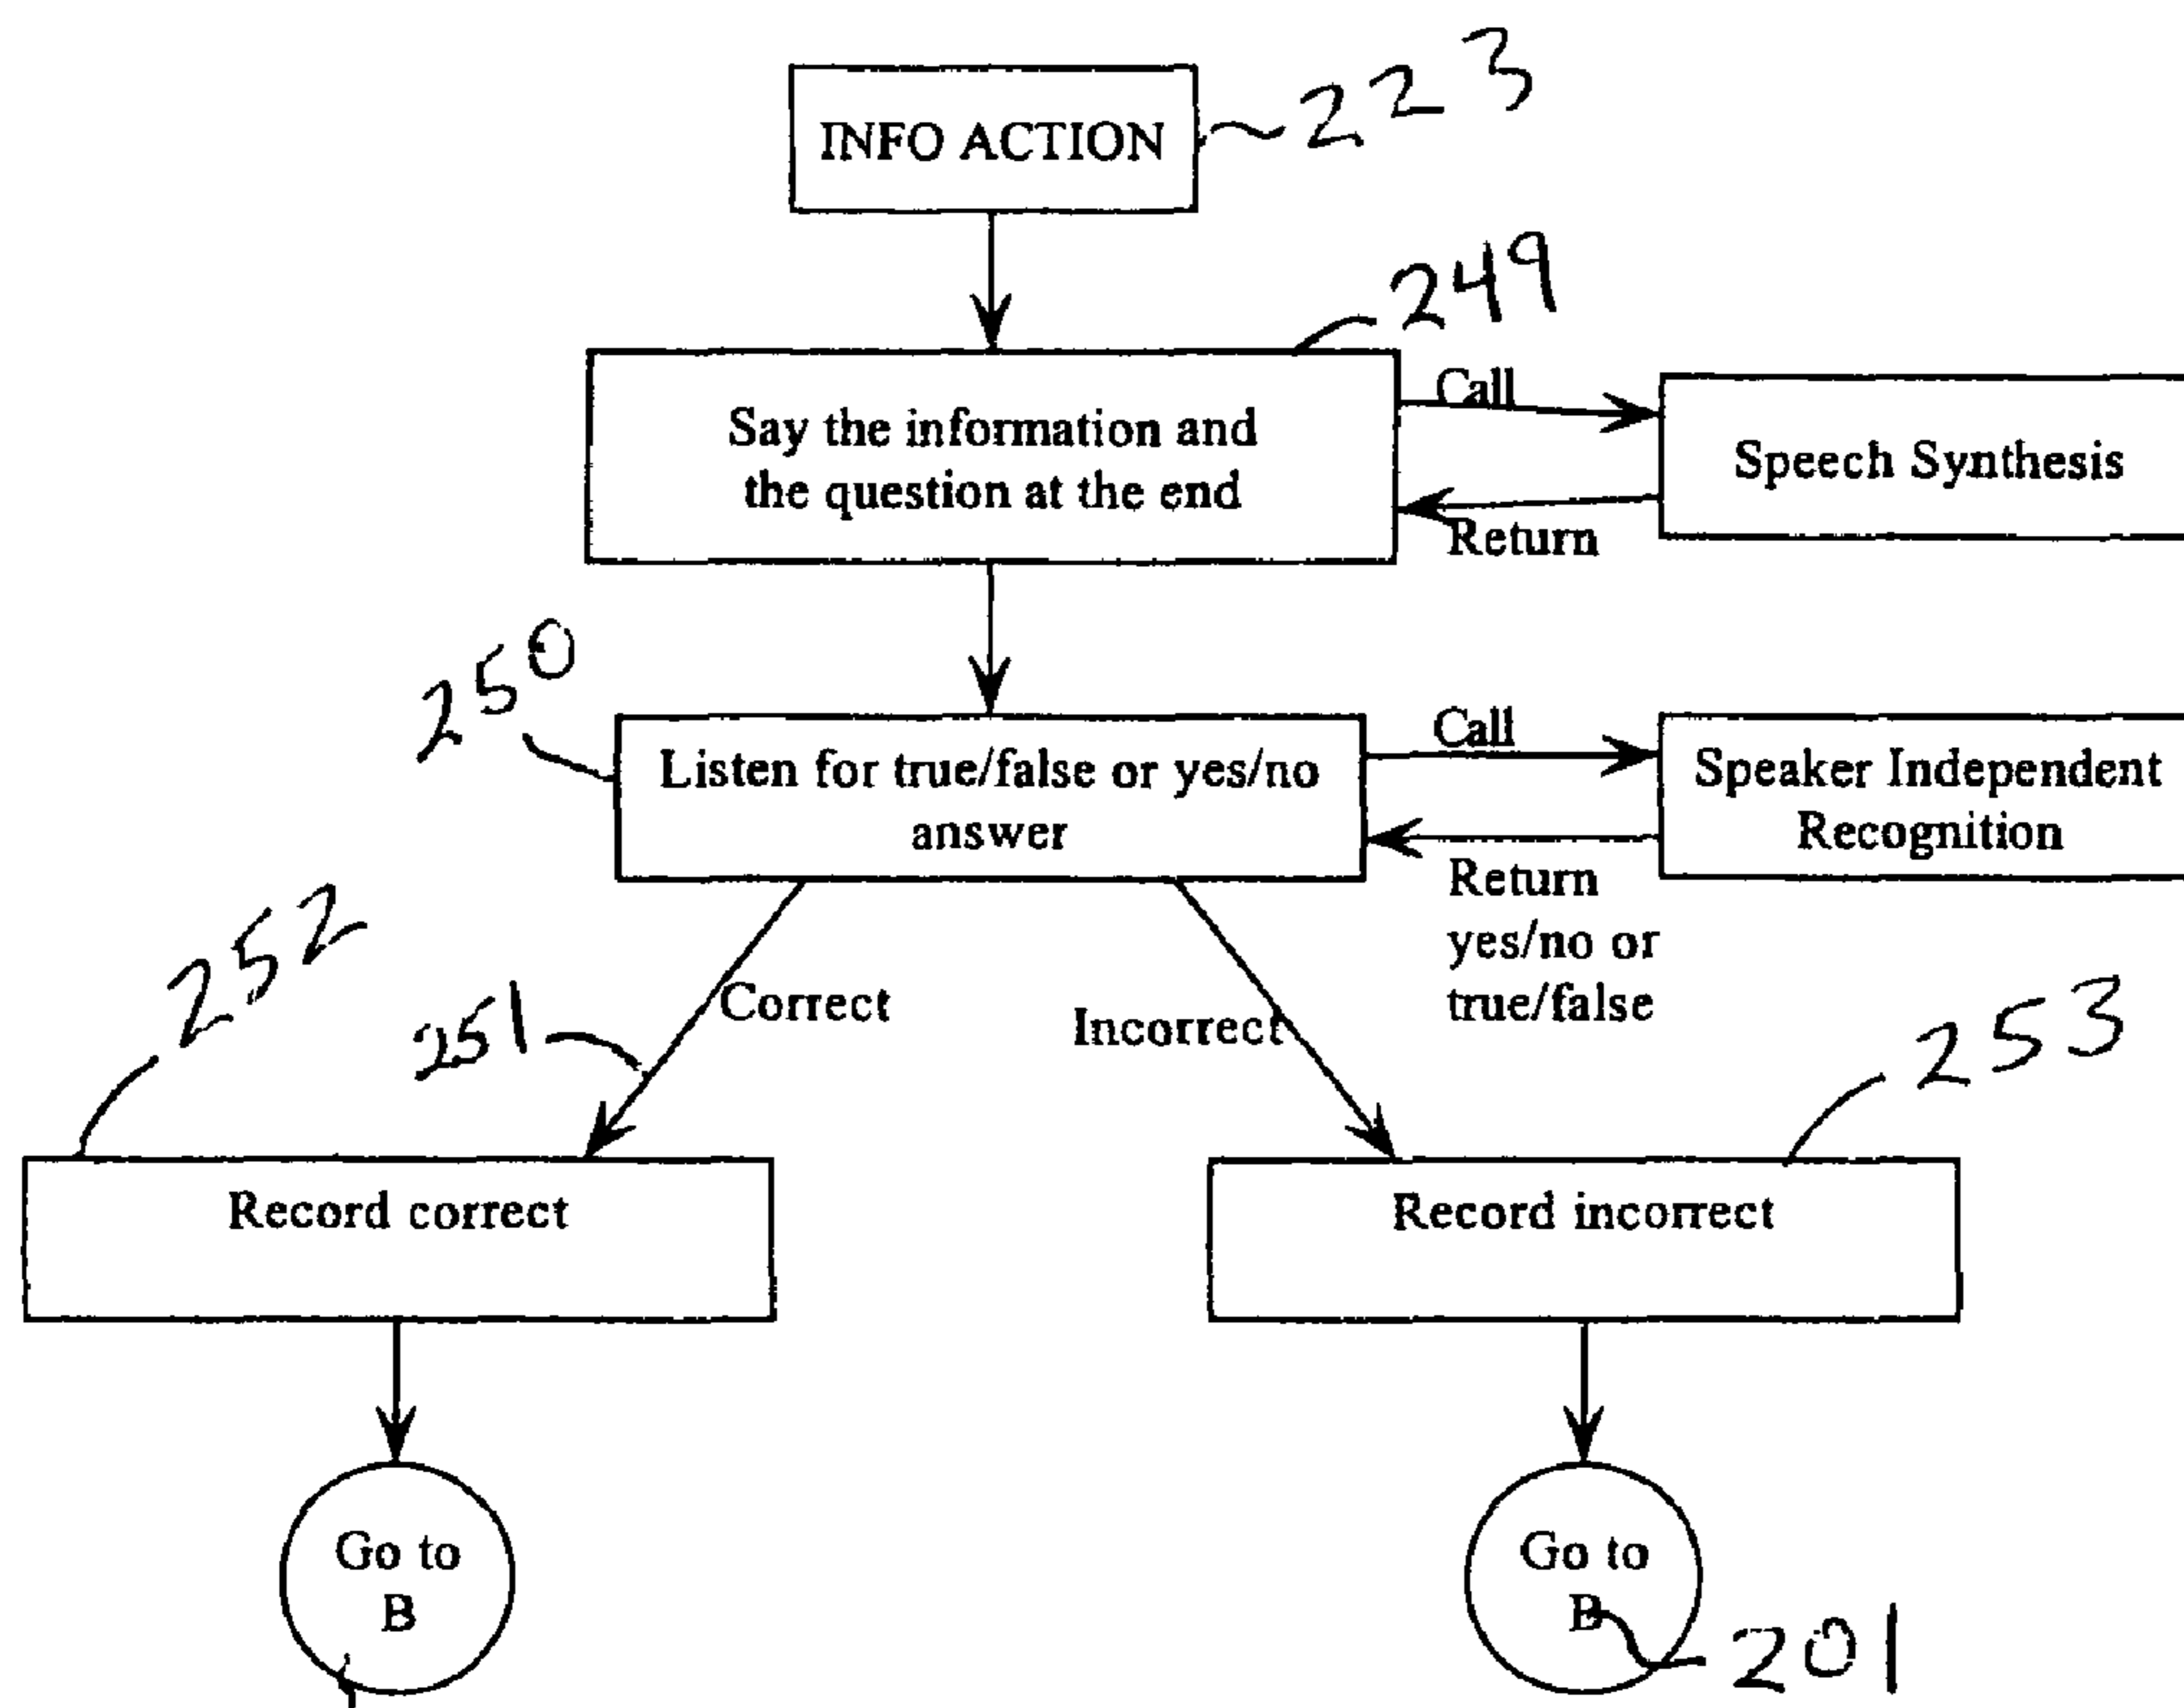 INFO ACTION
223
249
Say the information and
the question at the end
Call
Return
Speech Synthesis
250
Listen for true/false or yes/no
answer
Call
Return
yes/no or
true/false
Speaker Independent
Recognition
252
251
Correct
Incorrect
253
Record correct
Record incorrect
Go to
B
Go to
B
201